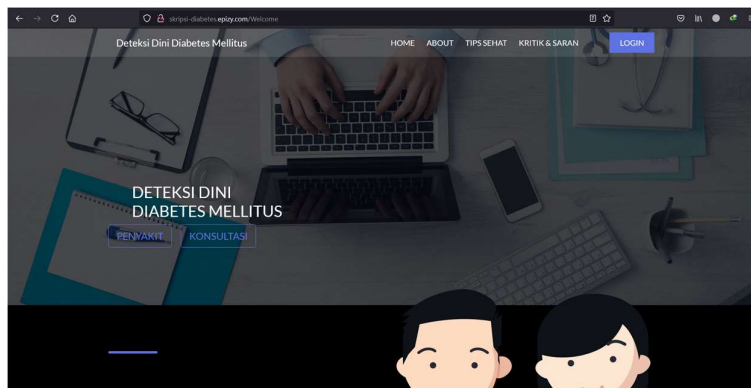 skripsi-diabetes.epizy.com/Welcome
Deteksi Dini Diabetes Mellitus
HOME ABOUT TIPS SEHAT KRITIK & SARAN LOGIN
DETEKSI DINI
DIABETES MELLITUS
PENYAKIT KONSULTASI